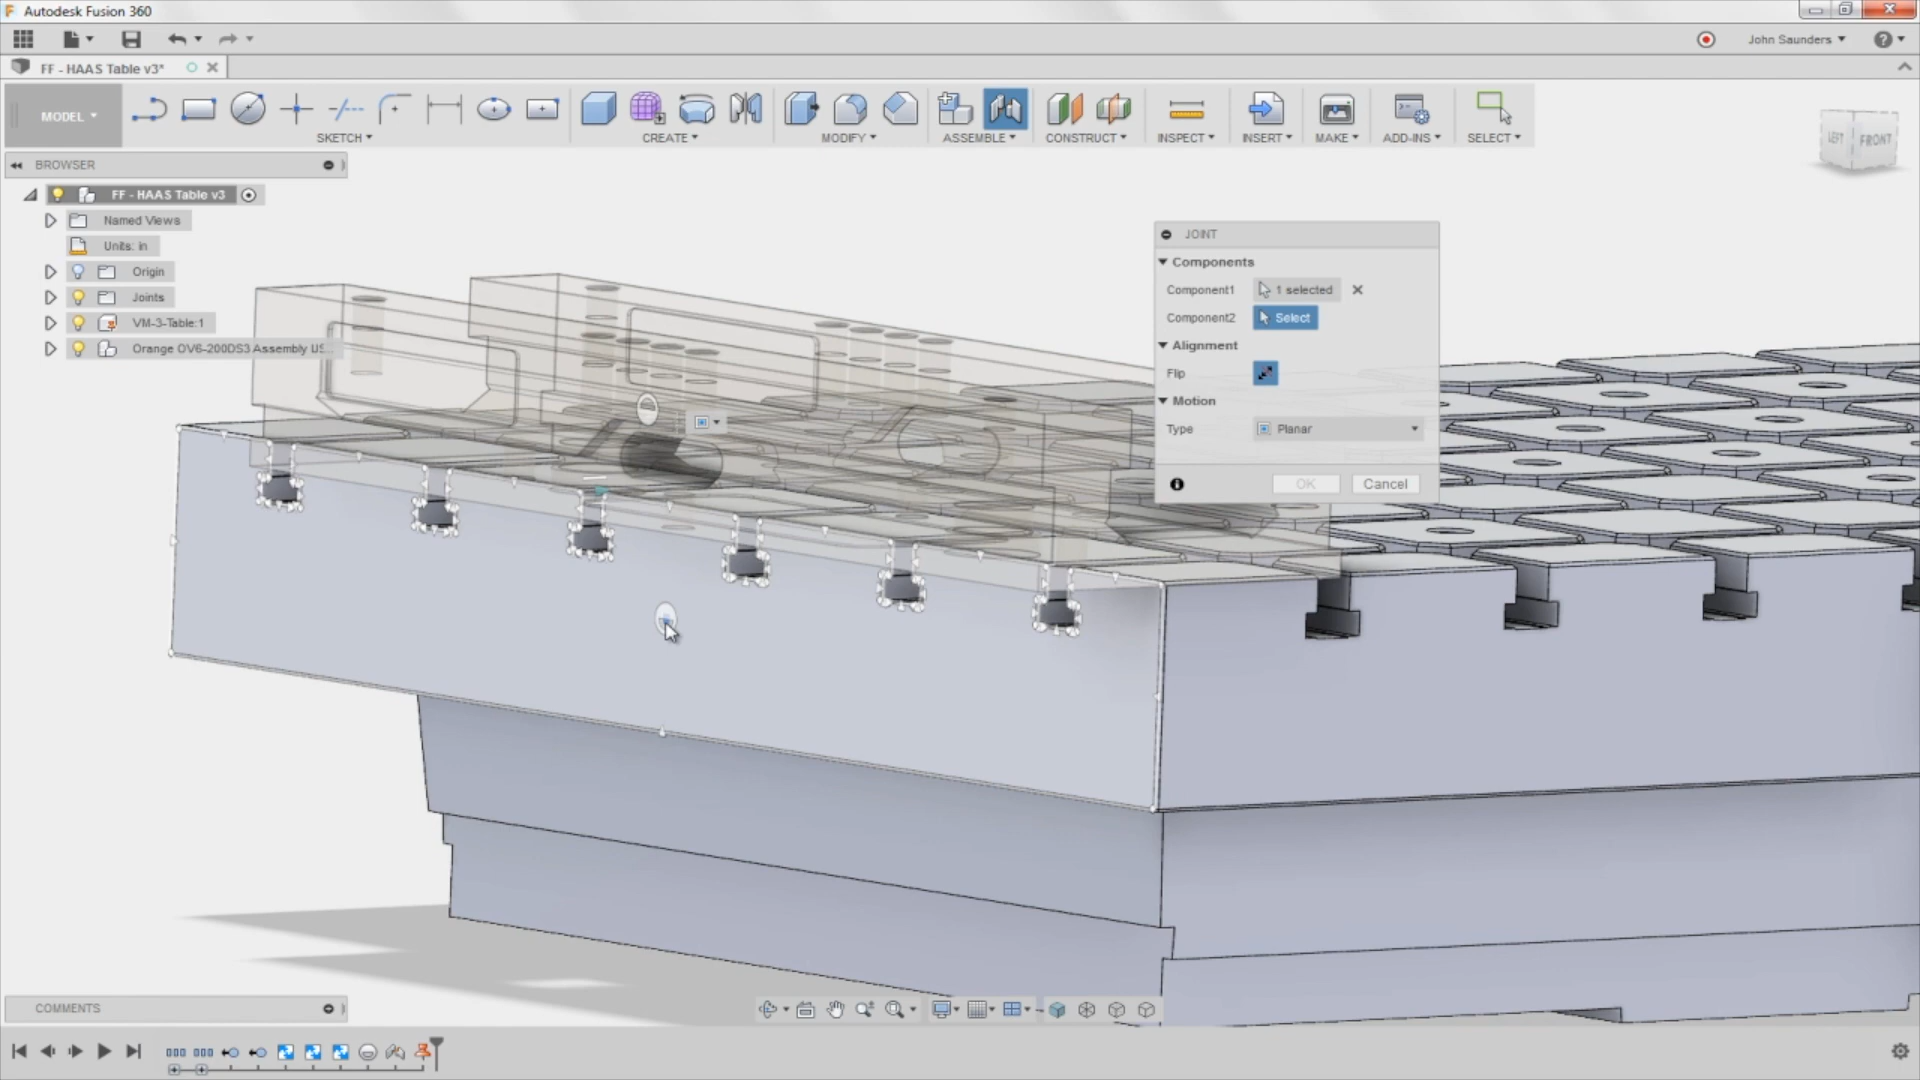 Autodesk Fusion 360
John Saunders
FF - HAAS Table v3*
MODEL
SKETCH
CREATE
MODIFY
ASSEMBLE
CONSTRUCT
INSPECT
INSERT
MAKE
ADD-INS
SELECT
BROWSER
LEFT
FRONT
FF - HAAS Table v3
Named Views
Units: in
Origin
Joints
VM-3-Table:1
Orange OV6-200DS3 Assembly US...
JOINT
Components
Component1
1 selected
Component2
Select
Alignment
Flip
Motion
Type
Planar
OK
Cancel
COMMENTS